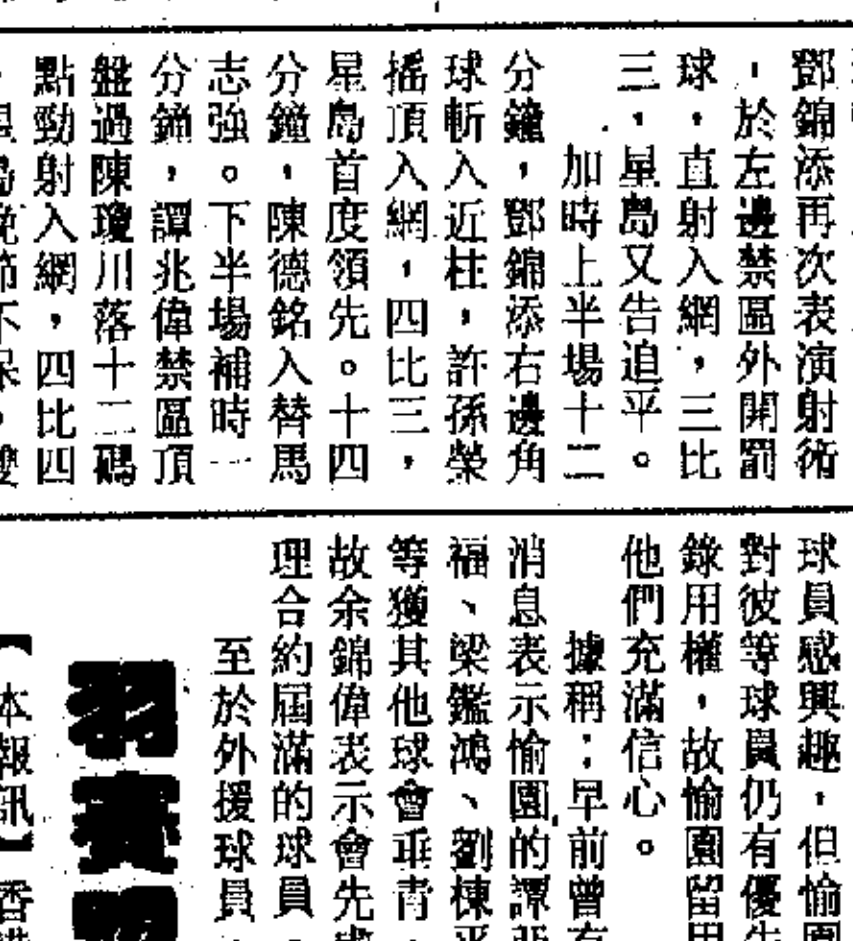 鄧錦添再次表演射術
,於左邊禁區外開罰
球,直射入網,三比
三,星島又告追平。
加時上半場十二
分鐘,鄧錦添右邊角
球斬入近柱,許孫榮
搖頂入網,四比三,
星島首度領先。十四
分鐘,陳德銘入替馬
志強。下半場補時一
分鐘,譚兆偉禁區頂
盤過陳瓊川落十二碼
點勁射入網,四比四
球員感興趣,但愉園
對彼等球員仍有優先
錄用權,故愉園留用
他們充滿信心。
據稱:早前曾有
消息表示愉園的譚
福、梁鑑鴻、劉棟平
等獲其他球會垂青,
故余錦偉表示會先
理合約屆滿的球員,
至於外援球員,
羽賽
【本報訊】香港